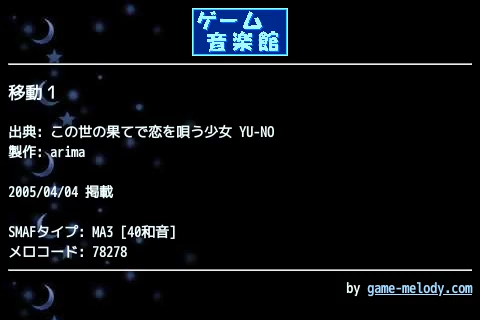 ゲーム
音楽館
移動１
出典: この世の果てで恋を唄う少女 YU-NO
製作: arima
2005/04/04 掲載
SMAFタイプ: MA3 [40和音]
メロコード: 78278
by game-melody.com